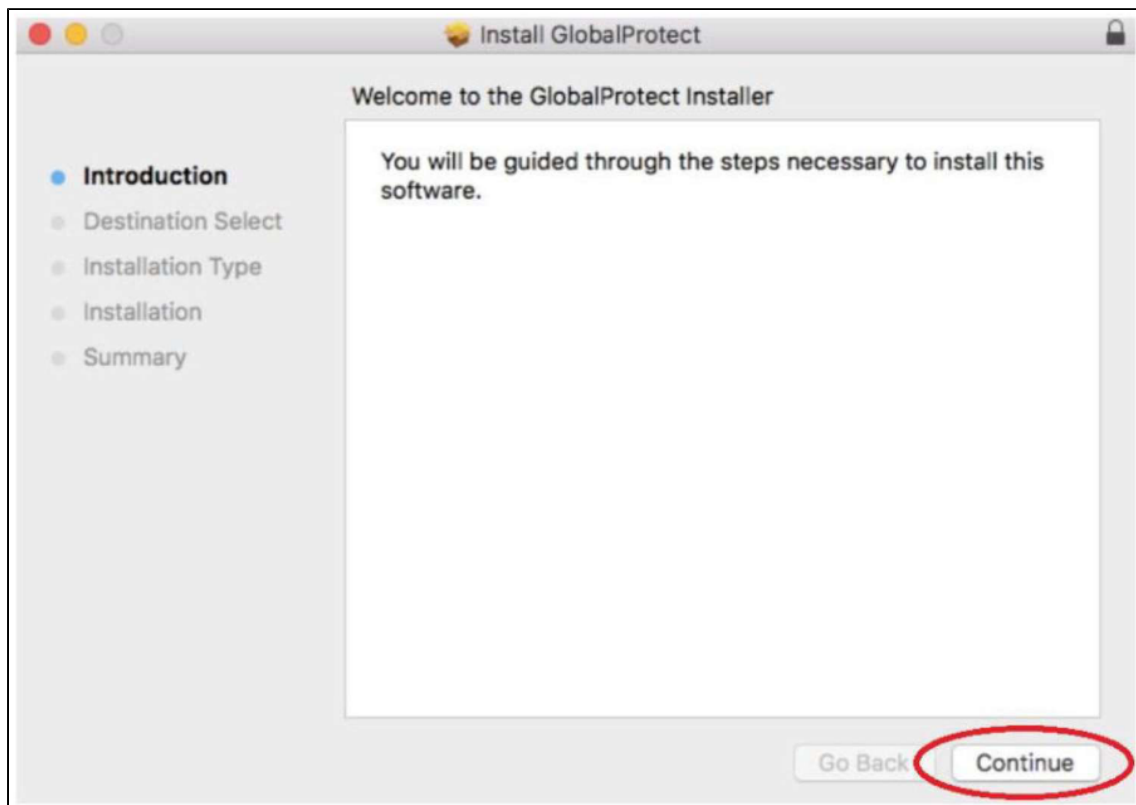 Install GlobalProtect
Welcome to the GlobalProtect Installer
Introduction
Destination Select
Installation Type
Installation
Summary
You will be guided through the steps necessary to install this
software.
Go Back
Continue